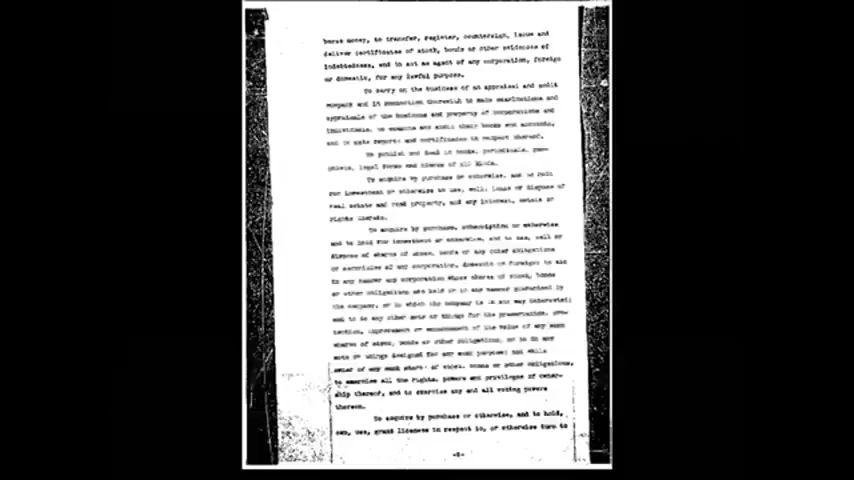 money, to transfer, register, countersign, issue and
deliver certificates of stock, bonds or other evidences of
indebtedness, and to act as agent of any corporation, foreign
or domestic, for any lawful purpose.
To carry on the business of an appraisal and audit
company and in connection therewith to make examinations and
appraisals of the business and property of corporations and
individuals, to examine and audit their books and accounts,
and to make reports and certificates in respect thereof.
To publish and deal in books, periodicals, pam-
phlets, legal forms and of all kinds.
To acquire by purchase or otherwise, and to hold
for investment or otherwise to use, sell, lease or dispose of
real estate and real property, and any interest, estate or
rights therein.
To acquire by purchase, subscription or otherwise
and to hold for investment or otherwise, and to use, sell or
dispose of shares of stock, bonds or any other obligations
or securities of any corporation, domestic or foreign; to aid
in any manner any corporation whose shares of stock, bonds
or other obligations are held or in any manner guaranteed by
the company, or in which the company is in any way interested;
and to do any other acts or things for the preservation, pro-
tection, improvement or enhancement of the value of any such
shares of stock, bonds or other obligations, or to do any
acts or things designed for any such purpose; and while
owner of any such shares of stock, bonds or other obligations,
to exercise all the rights, powers and privileges of owner-
ship thereof, and to exercise any and all voting powers
thereon.
To acquire by purchase or otherwise, and to hold,
own, use, grant licenses in respect to, or otherwise turn to